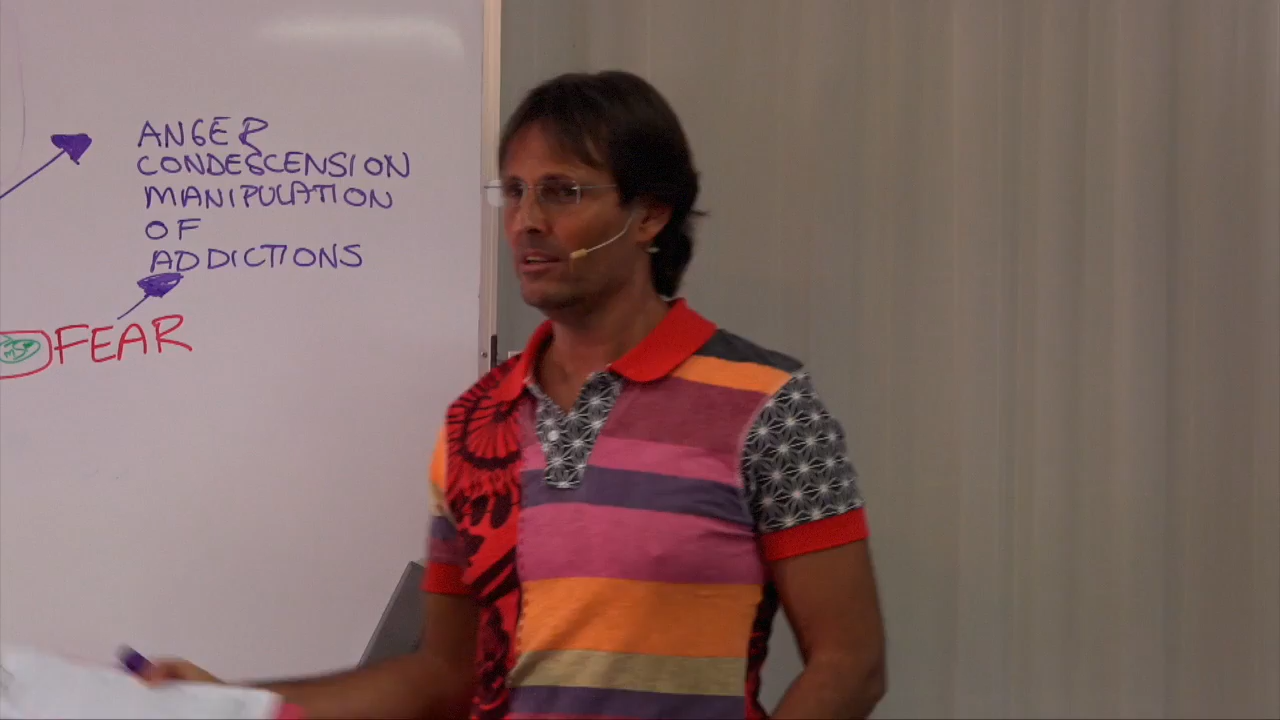 ANGER
CONDESCENSION
MANIPULATION
OF
ADDICTIONS
FEAR